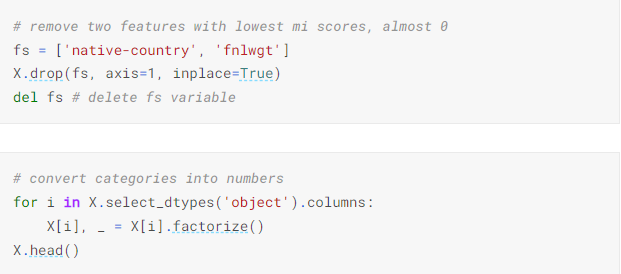 # remove two features with lowest mi scores, almost 0
fs = ['native-country', 'fnlwgt']
X.drop(fs, axis=1, inplace=True)
del fs # delete fs variable
# convert categories into numbers
for i in X.select_dtypes('object').columns:
    X[i], _ = X[i].factorize()
X.head()